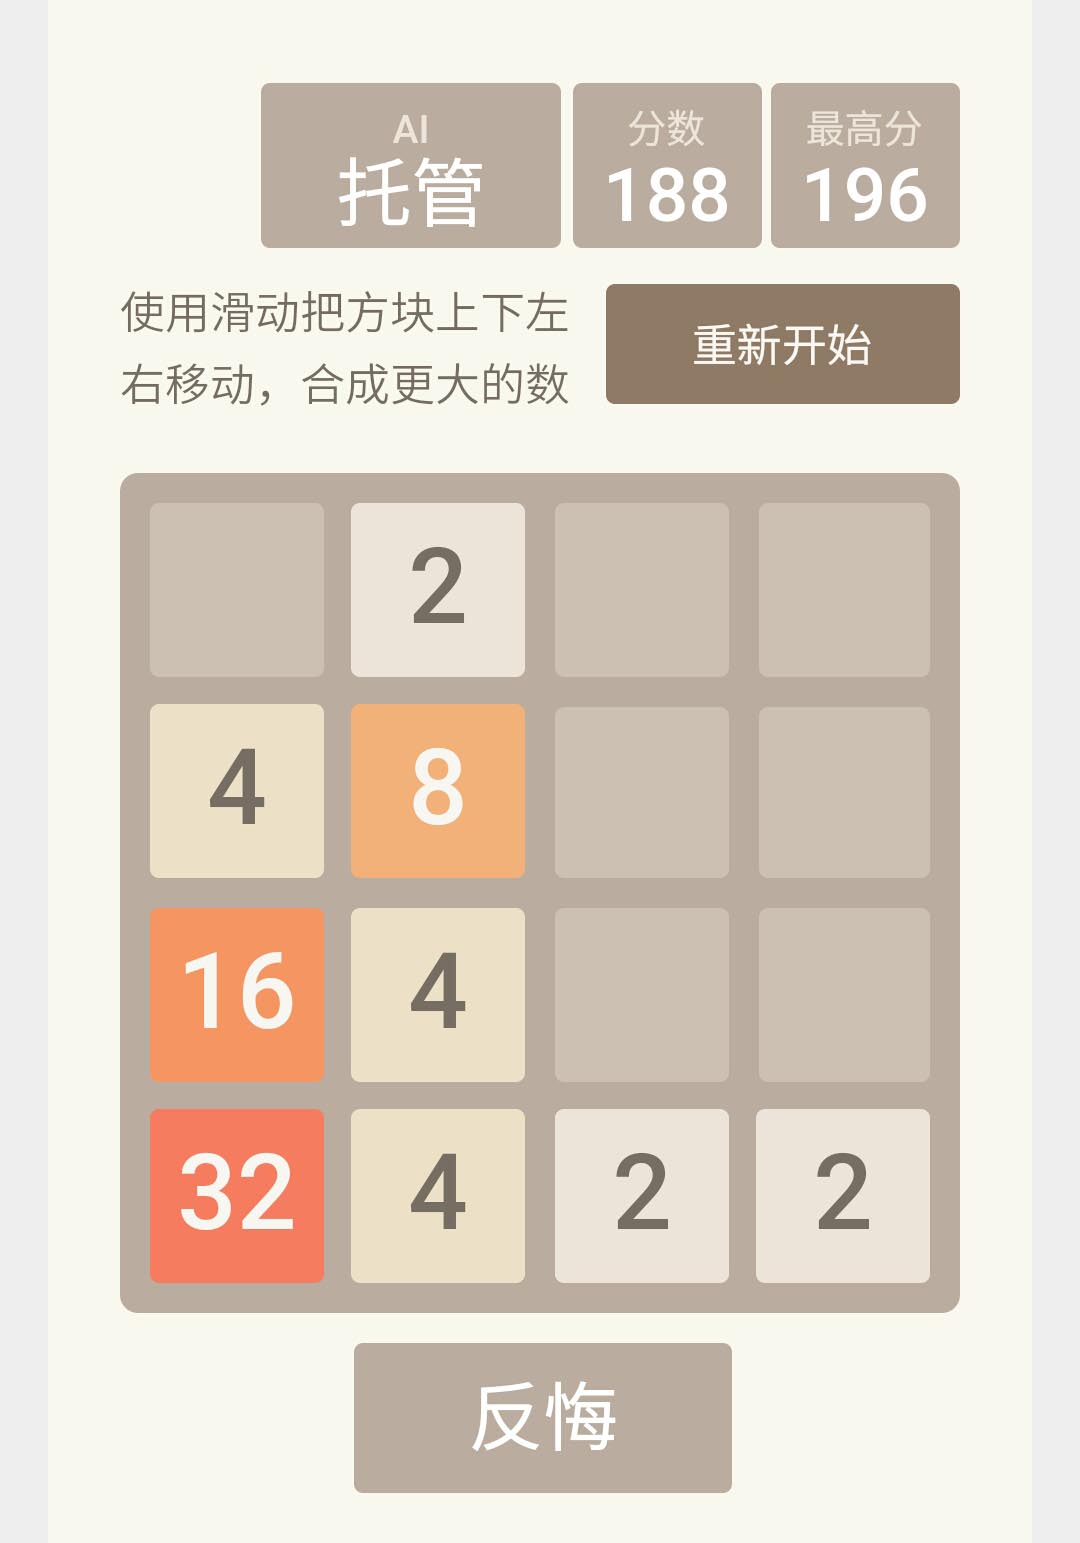 AI
托管
分数
188
最高分
196
使用滑动把方块上下左
右移动，合成更大的数
重新开始
2
4 8
16 4
32 4 2 2
反悔